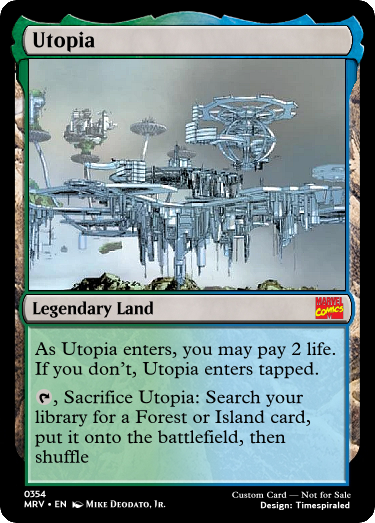 Utopia
Legendary Land
MARVEL
COMICS
As Utopia enters, you may pay 2 life.
If you don't, Utopia enters tapped.
, Sacrifice Utopia: Search your
library for a Forest or Island card,
put it onto the battlefield, then
shuffle
0354
MRV • EN Mike Deodato, Jr.
Custom Card — Not for Sale
Design: Timespiraled